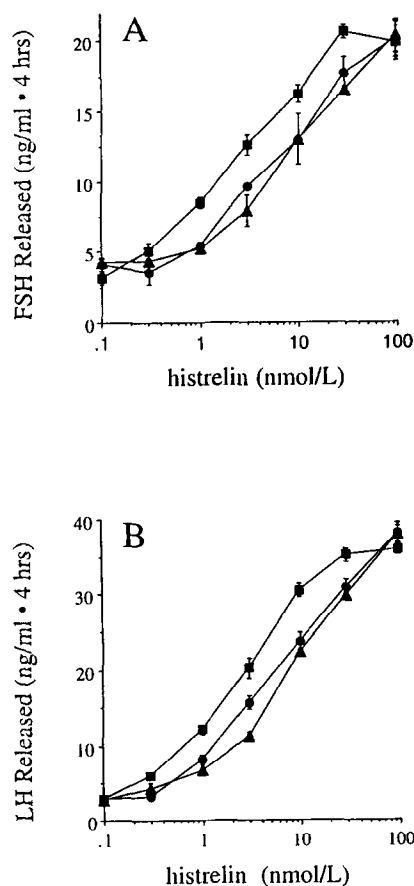 A
FSH Released (ng/ml • 4 hrs)
20
15
10
5
0
.1 1 10 100
histrelin (nmol/L)
B
LH Released (ng/ml • 4 hrs)
40
30
20
10
0
.1 1 10 100
histrelin (nmol/L)